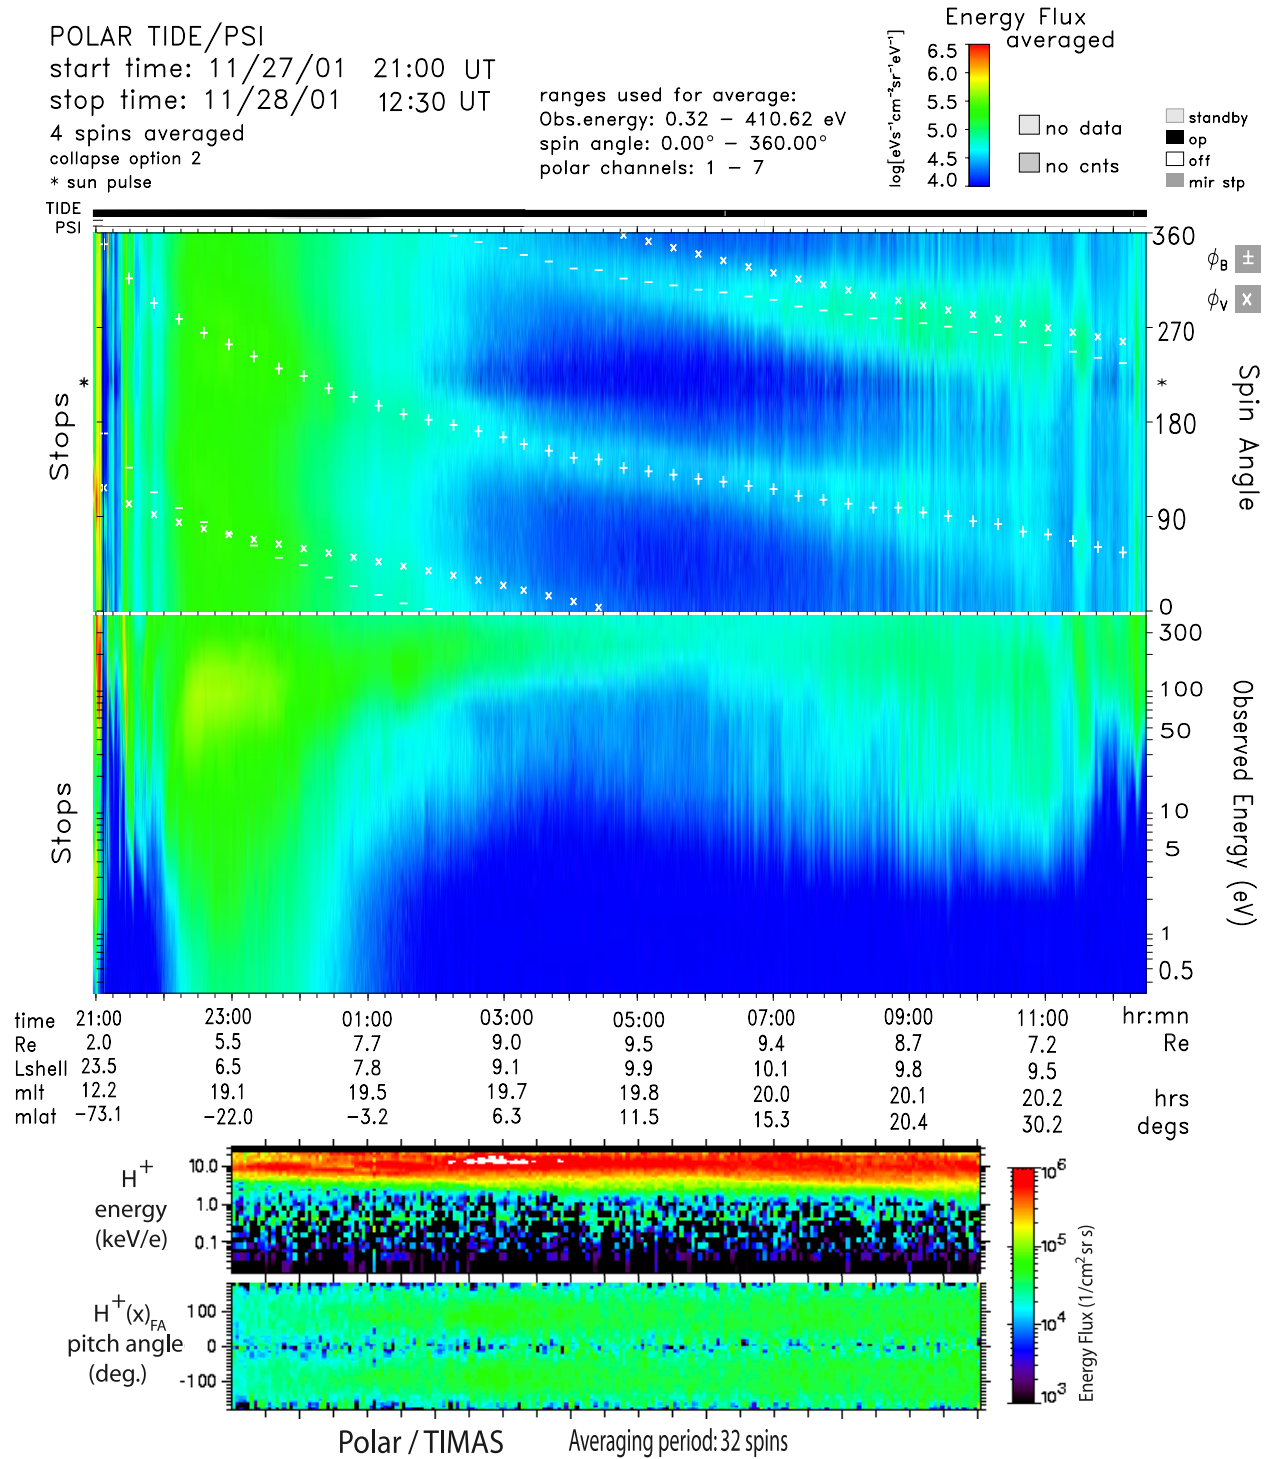 POLAR TIDE/PSI
start time: 11/27/01 21:00 UT
stop time: 11/28/01 12:30 UT
4 spins averaged
collapse option 2
* sun pulse
ranges used for average:
Obs.energy: 0.32 – 410.62 eV
spin angle: 0.00° – 360.00°
polar channels: 1 – 7
Energy Flux
averaged
log[eVs⁻¹cm⁻²sr⁻¹eV⁻¹]
6.5
6.0
5.5
5.0
4.5
4.0
no data
no cnts
standby
op
off
mir stp
TIDE
PSI
Stops
*
360
270
*
180
90
0
Spin Angle
ϕB ±
ϕV x
Stops
300
100
50
10
5
1
0.5
Observed Energy (eV)
time 21:00 23:00 01:00 03:00 05:00 07:00 09:00 11:00 hr:mn
Re 2.0 5.5 7.7 9.0 9.5 9.4 8.7 7.2 Re
Lshell 23.5 6.5 7.8 9.1 9.9 10.1 9.8 9.5
mlt 12.2 19.1 19.5 19.7 19.8 20.0 20.1 20.2 hrs
mlat −73.1 −22.0 −3.2 6.3 11.5 15.3 20.4 30.2 degs
H+
energy
(keV/e)
10.0
1.0
0.1
H+(x)FA
pitch angle
(deg.)
100
0
-100
10⁶
10⁵
10⁴
10³
Energy Flux (1/cm² sr s)
Polar / TIMAS Averaging period: 32 spins